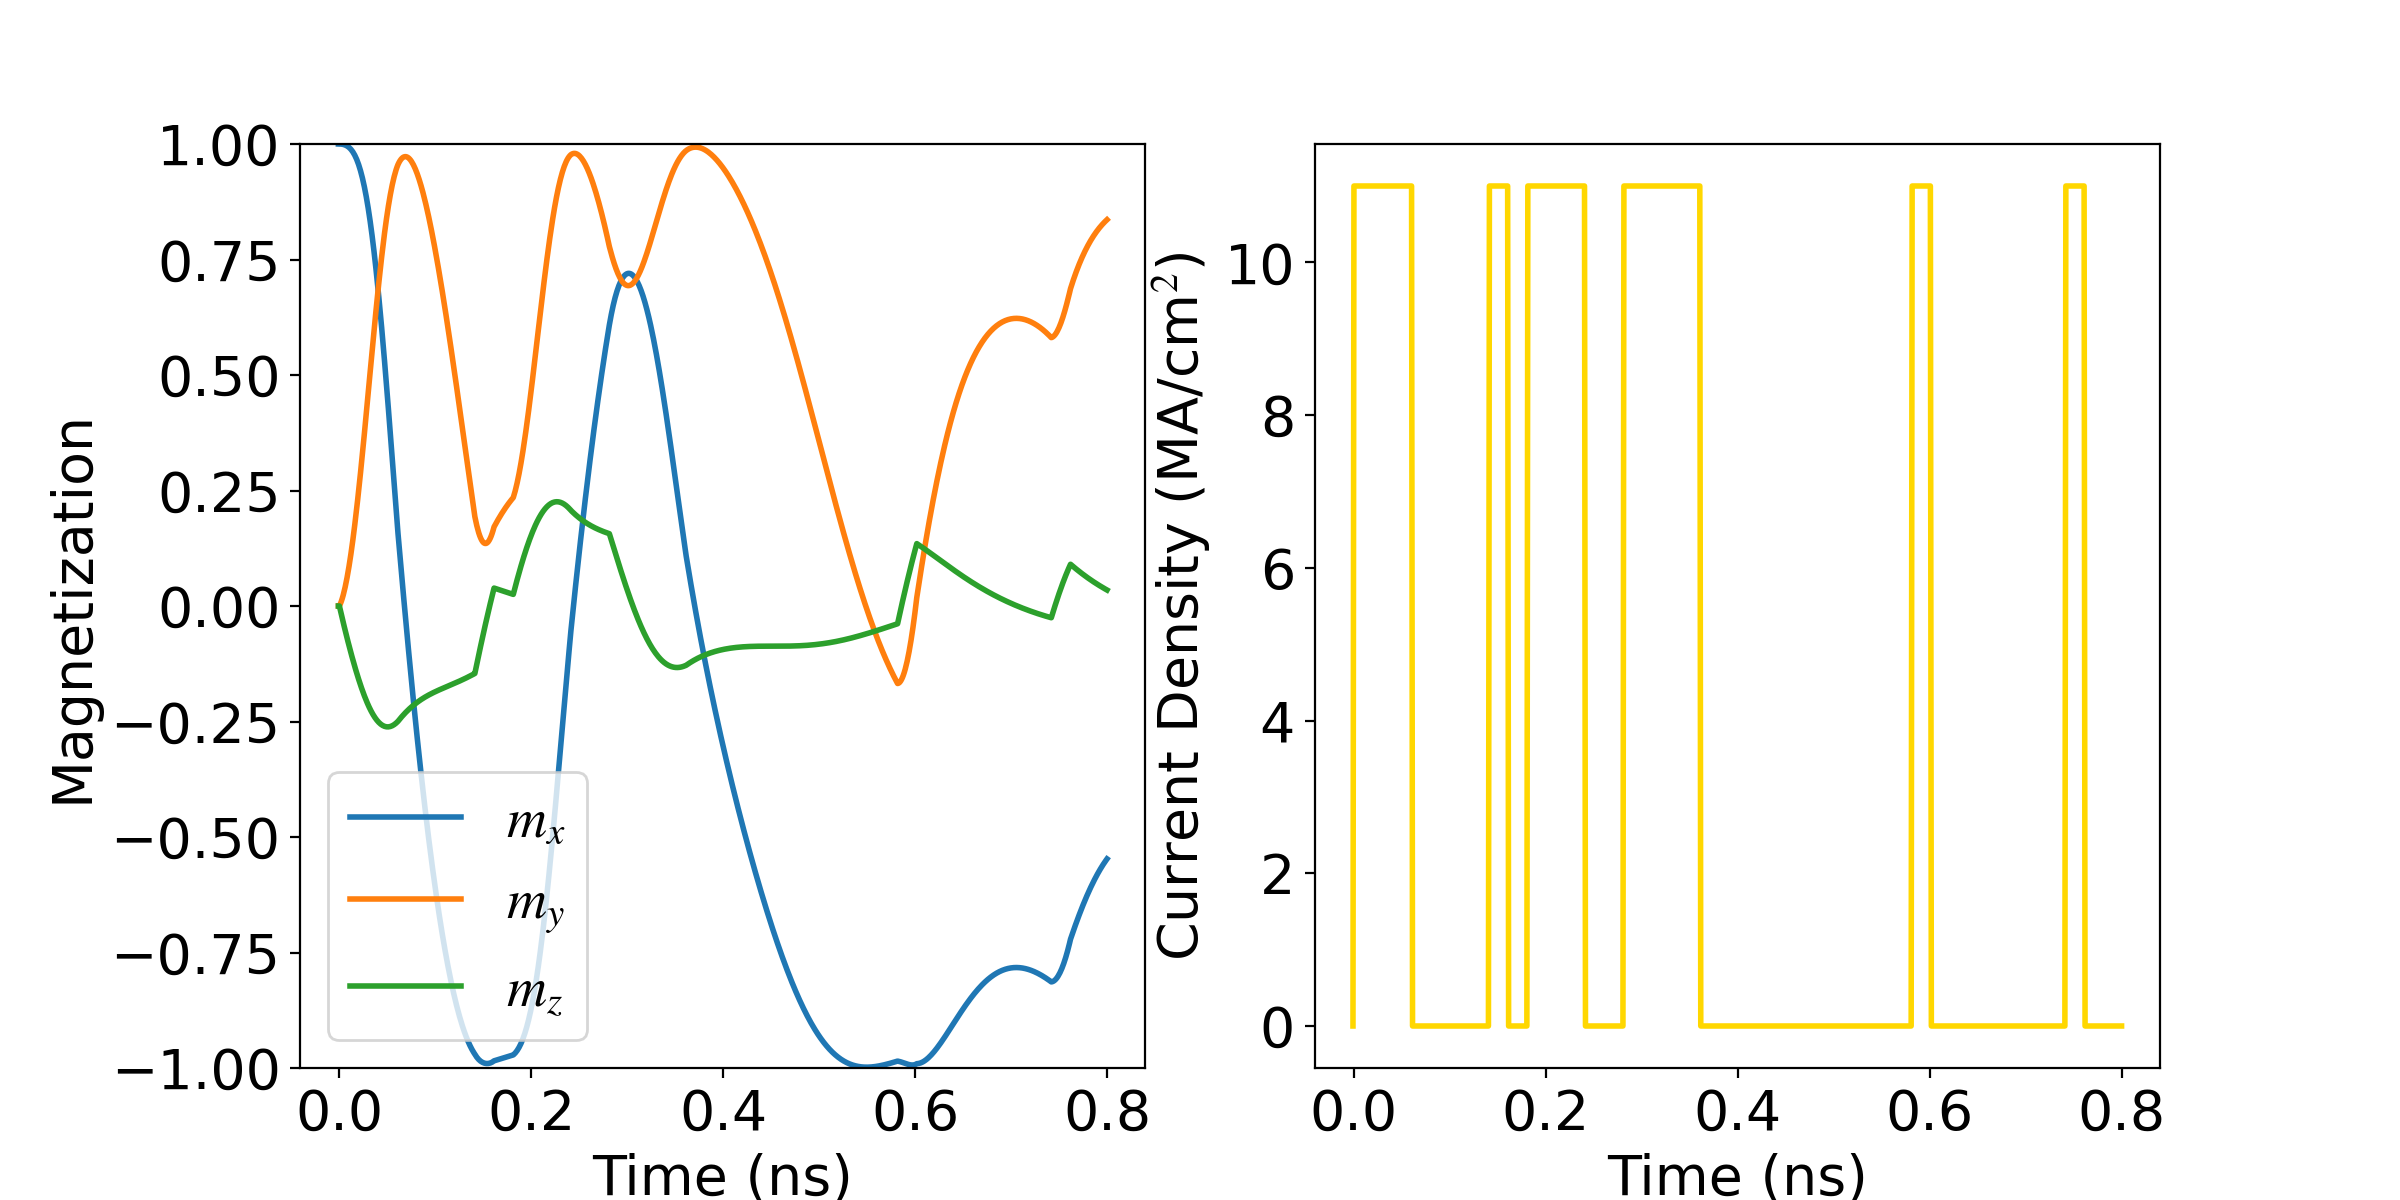 Magnetization
1.00
0.75
0.50
0.25
0.00
−0.25
−0.50
−0.75
−1.00
m_x
m_y
m_z
0.0 0.2 0.4 0.6 0.8
Time (ns)
Current Density (MA/cm²)
10
8
6
4
2
0
0.0 0.2 0.4 0.6 0.8
Time (ns)